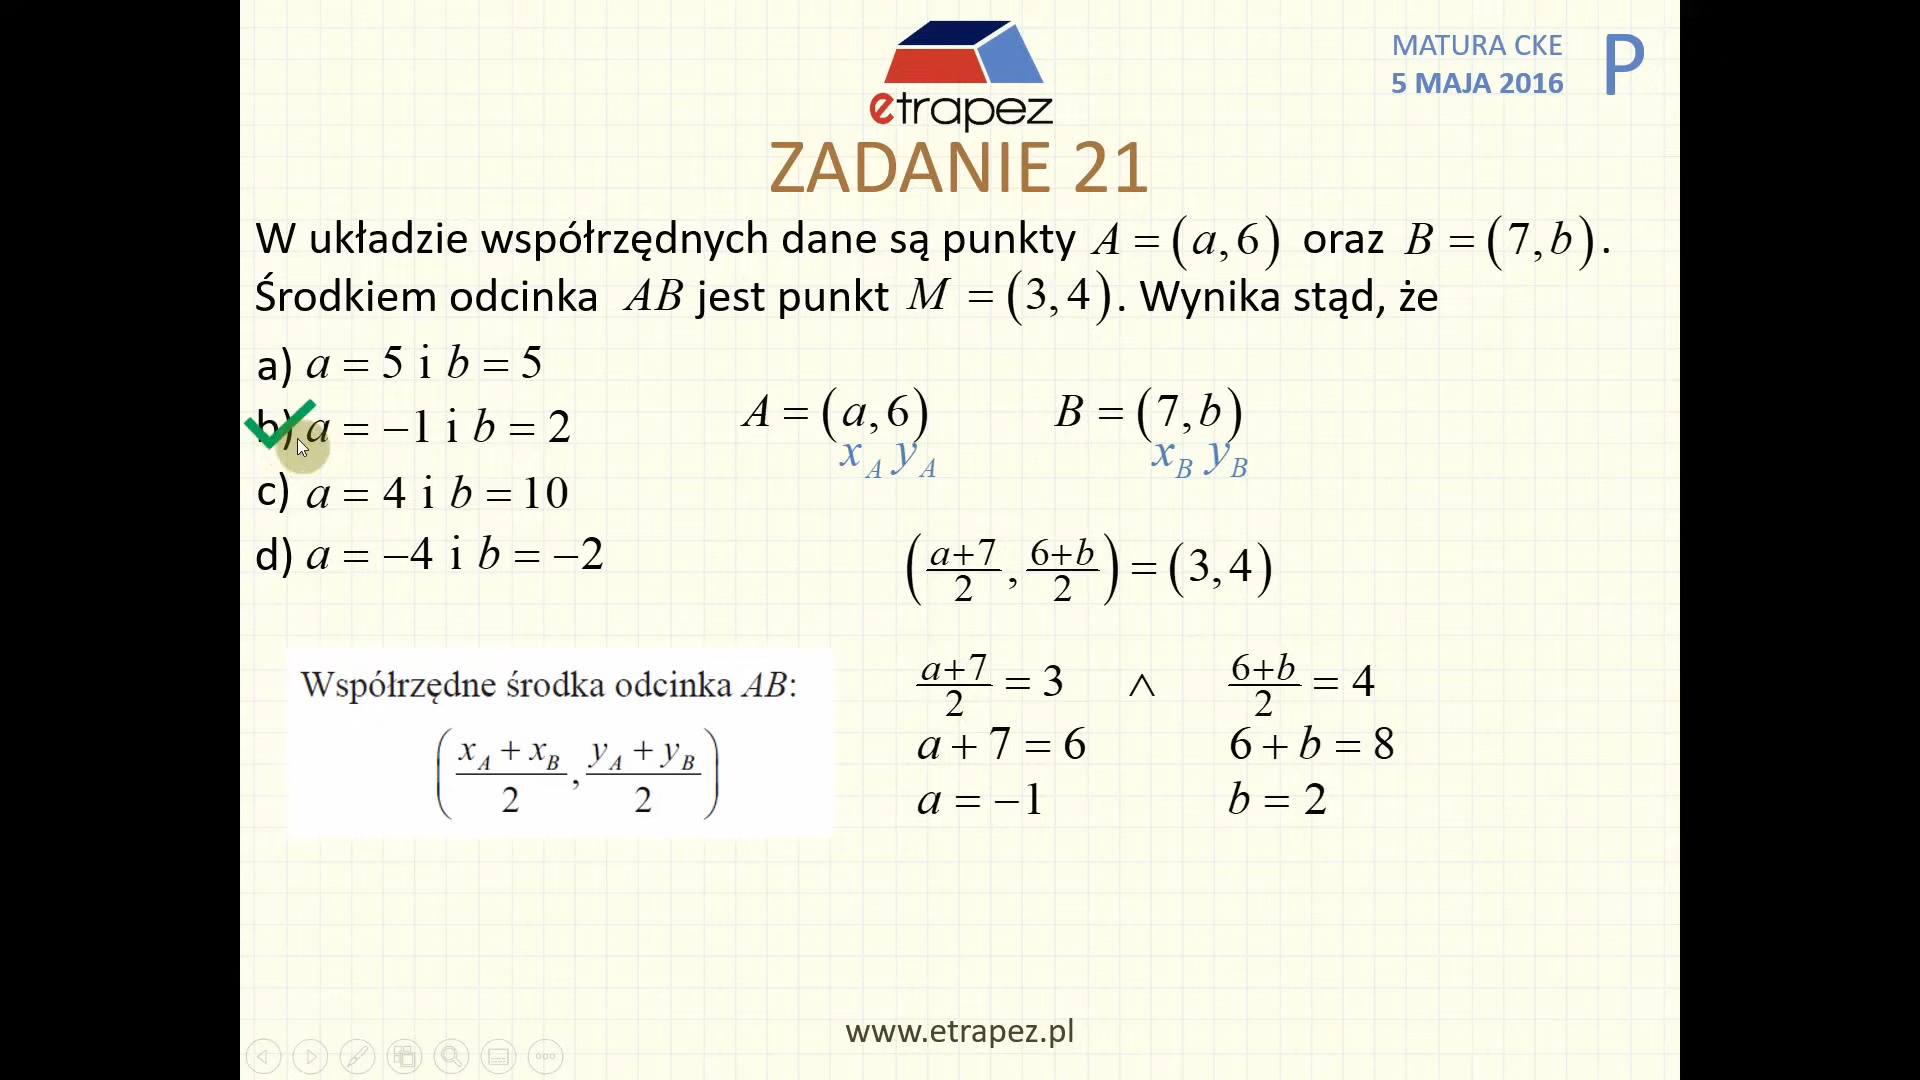 etrapez
MATURA CKE
5 MAJA 2016
P
ZADANIE 21
W układzie współrzędnych dane są punkty A = (a, 6) oraz B = (7, b).
Środkiem odcinka AB jest punkt M = (3, 4). Wynika stąd, że
a) a = 5 i b = 5
b) a = −1 i b = 2
c) a = 4 i b = 10
d) a = −4 i b = −2
A = (a, 6) B = (7, b)
x_A y_A x_B y_B
((a+7)/2, (6+b)/2) = (3, 4)
Współrzędne środka odcinka AB:
((x_A + x_B)/2, (y_A + y_B)/2)
(a+7)/2 = 3 ∧ (6+b)/2 = 4
a + 7 = 6 6 + b = 8
a = −1 b = 2
www.etrapez.pl